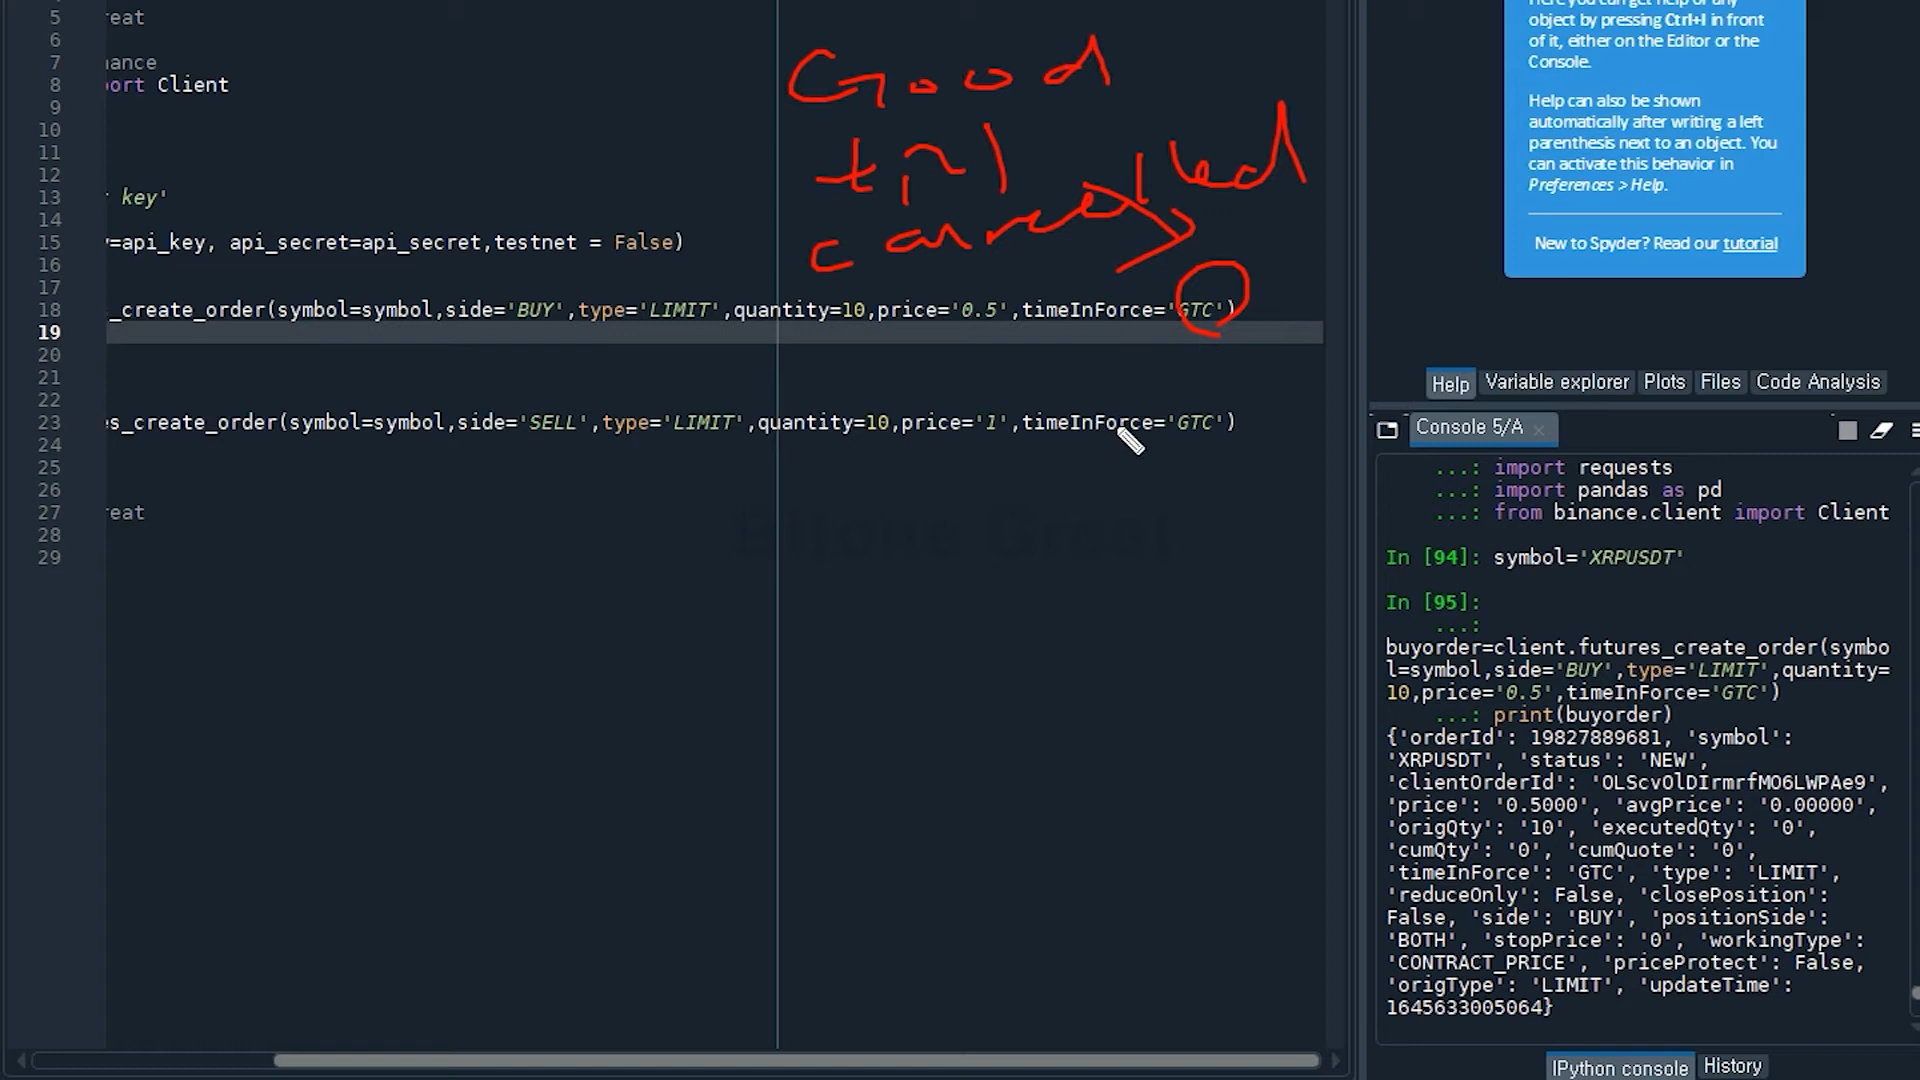 5 reat
6
7 nance
8 port Client
9
10
11
12
13 key'
14
15 =api_key, api_secret=api_secret,testnet = False)
16
17
18 _create_order(symbol=symbol,side='BUY',type='LIMIT',quantity=10,price='0.5',timeInForce='GTC')
19
20
21
22
23 s_create_order(symbol=symbol,side='SELL',type='LIMIT',quantity=10,price='1',timeInForce='GTC')
24
25
26
27 reat
28
29
Good
till
cancelled
Here you can get help of any
object by pressing Ctrl+I in front
of it, either on the Editor or the
Console.
Help can also be shown
automatically after writing a left
parenthesis next to an object. You
can activate this behavior in
Preferences > Help.
New to Spyder? Read our tutorial
Help Variable explorer Plots Files Code Analysis
Console 5/A
...: import requests
...: import pandas as pd
...: from binance.client import Client
In [94]: symbol='XRPUSDT'
In [95]:
...:
buyorder=client.futures_create_order(symbo
l=symbol,side='BUY',type='LIMIT',quantity=
10,price='0.5',timeInForce='GTC')
...: print(buyorder)
{'orderId': 19827889681, 'symbol':
'XRPUSDT', 'status': 'NEW',
'clientOrderId': 'OLScvOlDIrmrfMO6LWPAe9',
'price': '0.5000', 'avgPrice': '0.00000',
'origQty': '10', 'executedQty': '0',
'cumQty': '0', 'cumQuote': '0',
'timeInForce': 'GTC', 'type': 'LIMIT',
'reduceOnly': False, 'closePosition':
False, 'side': 'BUY', 'positionSide':
'BOTH', 'stopPrice': '0', 'workingType':
'CONTRACT_PRICE', 'priceProtect': False,
'origType': 'LIMIT', 'updateTime':
1645633005064}
IPython console History